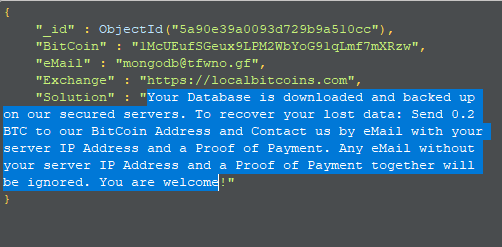 {
"_id" : ObjectId("5a90e39a0093d729b9a510cc"),
"BitCoin" : "1McUEufSGeux9LPM2WbYoG91qLmf7mXRzw",
"eMail" : "mongodb@tfwno.gf",
"Exchange" : "https://localbitcoins.com",
"Solution" : "Your Database is downloaded and backed up
on our secured servers. To recover your lost data: Send 0.2
BTC to our BitCoin Address and Contact us by eMail with your
server IP Address and a Proof of Payment. Any eMail without
your server IP Address and a Proof of Payment together will
be ignored. You are welcome!"
}